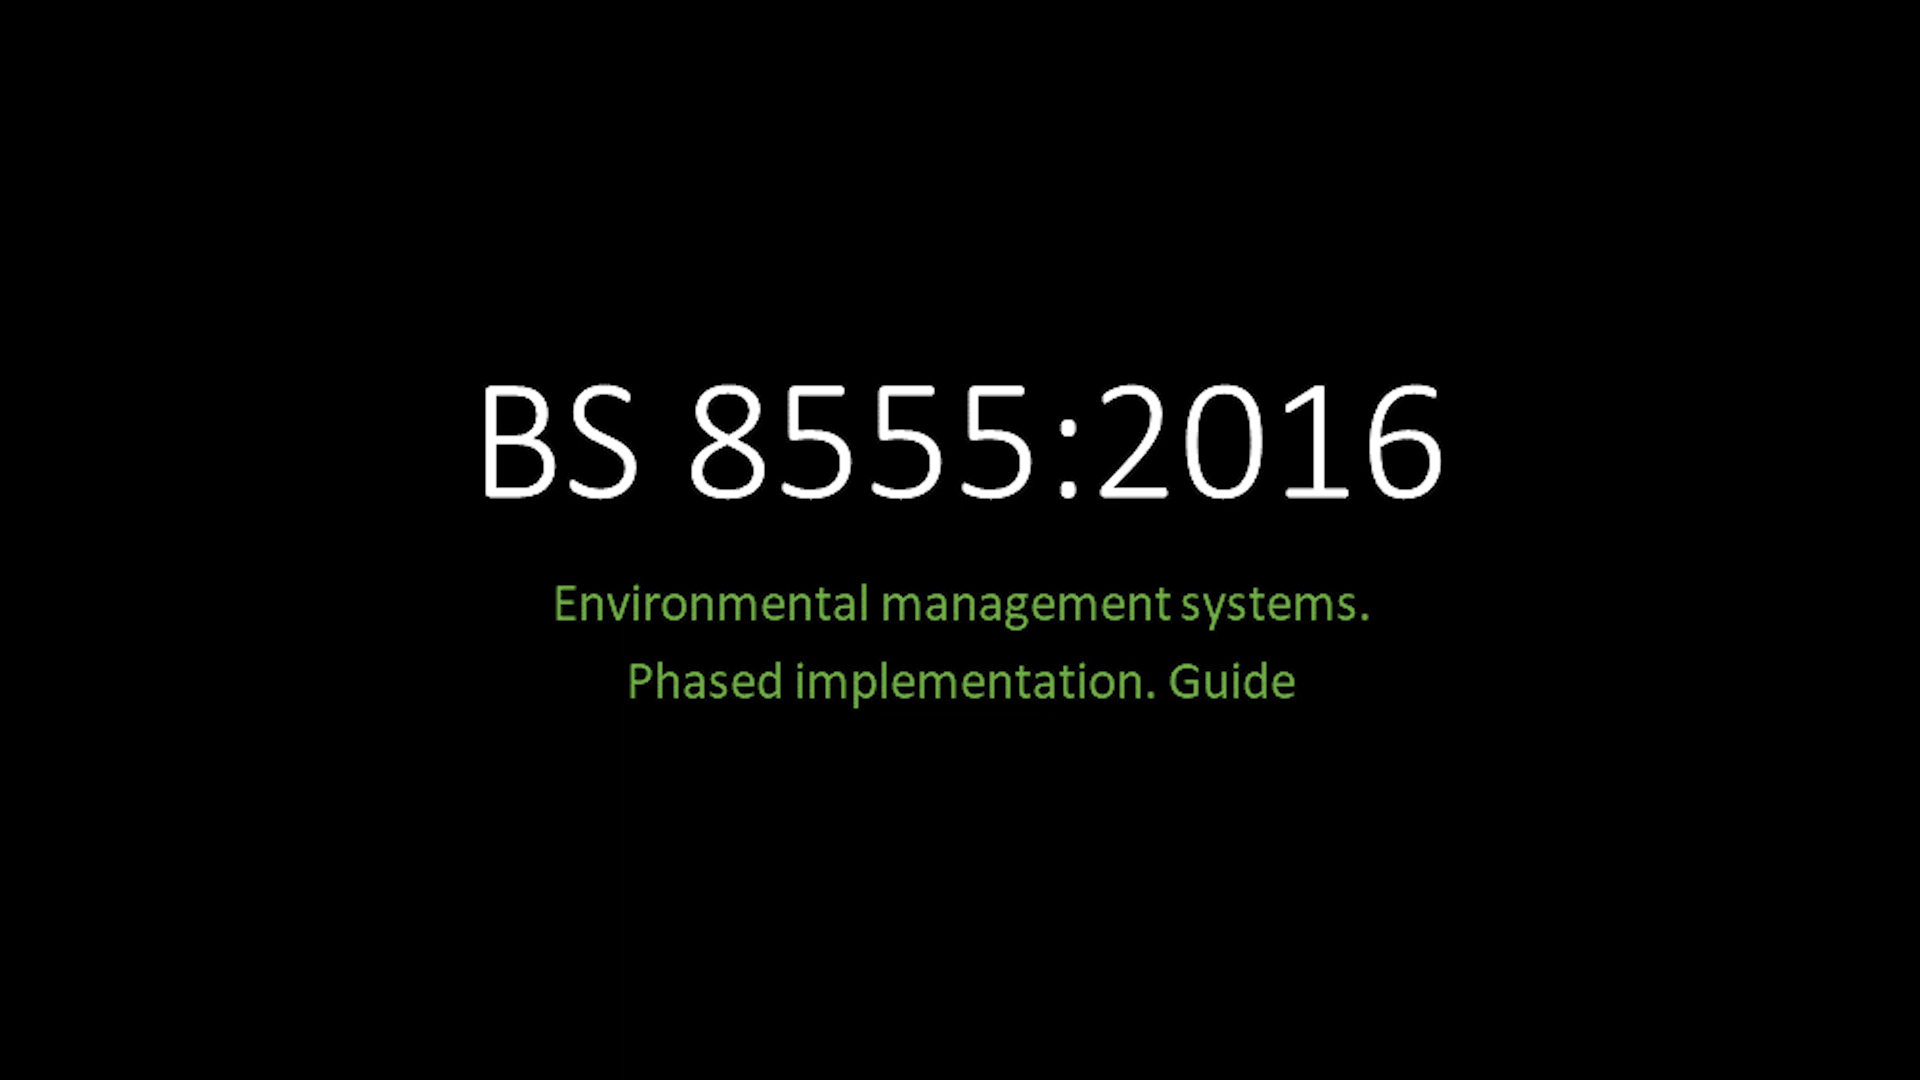 BS 8555:2016
Environmental management systems.
Phased implementation. Guide